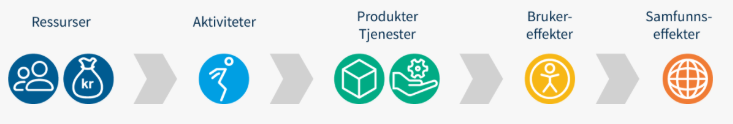 Ressurser
Aktiviteter
Produkter
Tjenester
Bruker-
effekter
Samfunns-
effekter
kr